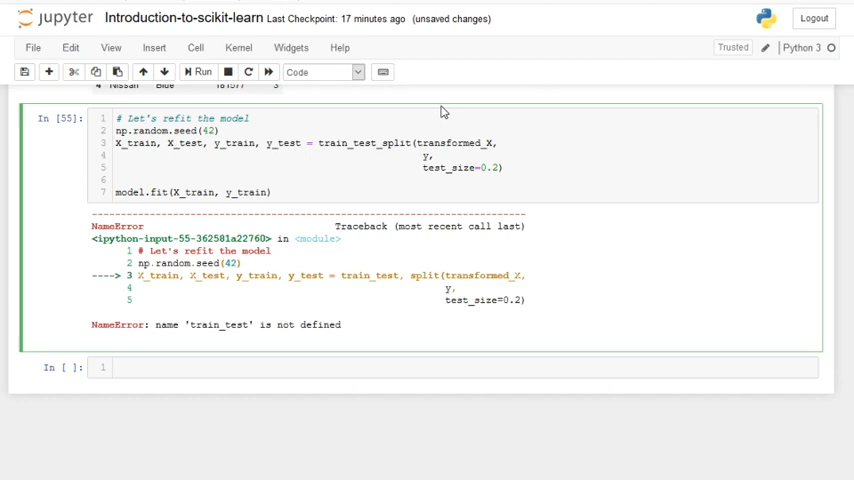 jupyter Introduction-to-scikit-learn Last Checkpoint: 17 minutes ago (unsaved changes) Logout
File Edit View Insert Cell Kernel Widgets Help Trusted Python 3
Run Code
4 Nissan Blue 181577 3
In [55]:
1 # Let's refit the model
2 np.random.seed(42)
3 X_train, X_test, y_train, y_test = train_test_split(transformed_X,
4 y,
5 test_size=0.2)
6
7 model.fit(X_train, y_train)
NameError Traceback (most recent call last)
<ipython-input-55-362581a22760> in <module>
1 # Let's refit the model
2 np.random.seed(42)
----> 3 X_train, X_test, y_train, y_test = train_test, split(transformed_X,
4 y,
5 test_size=0.2)
NameError: name 'train_test' is not defined
In [ ]: 1